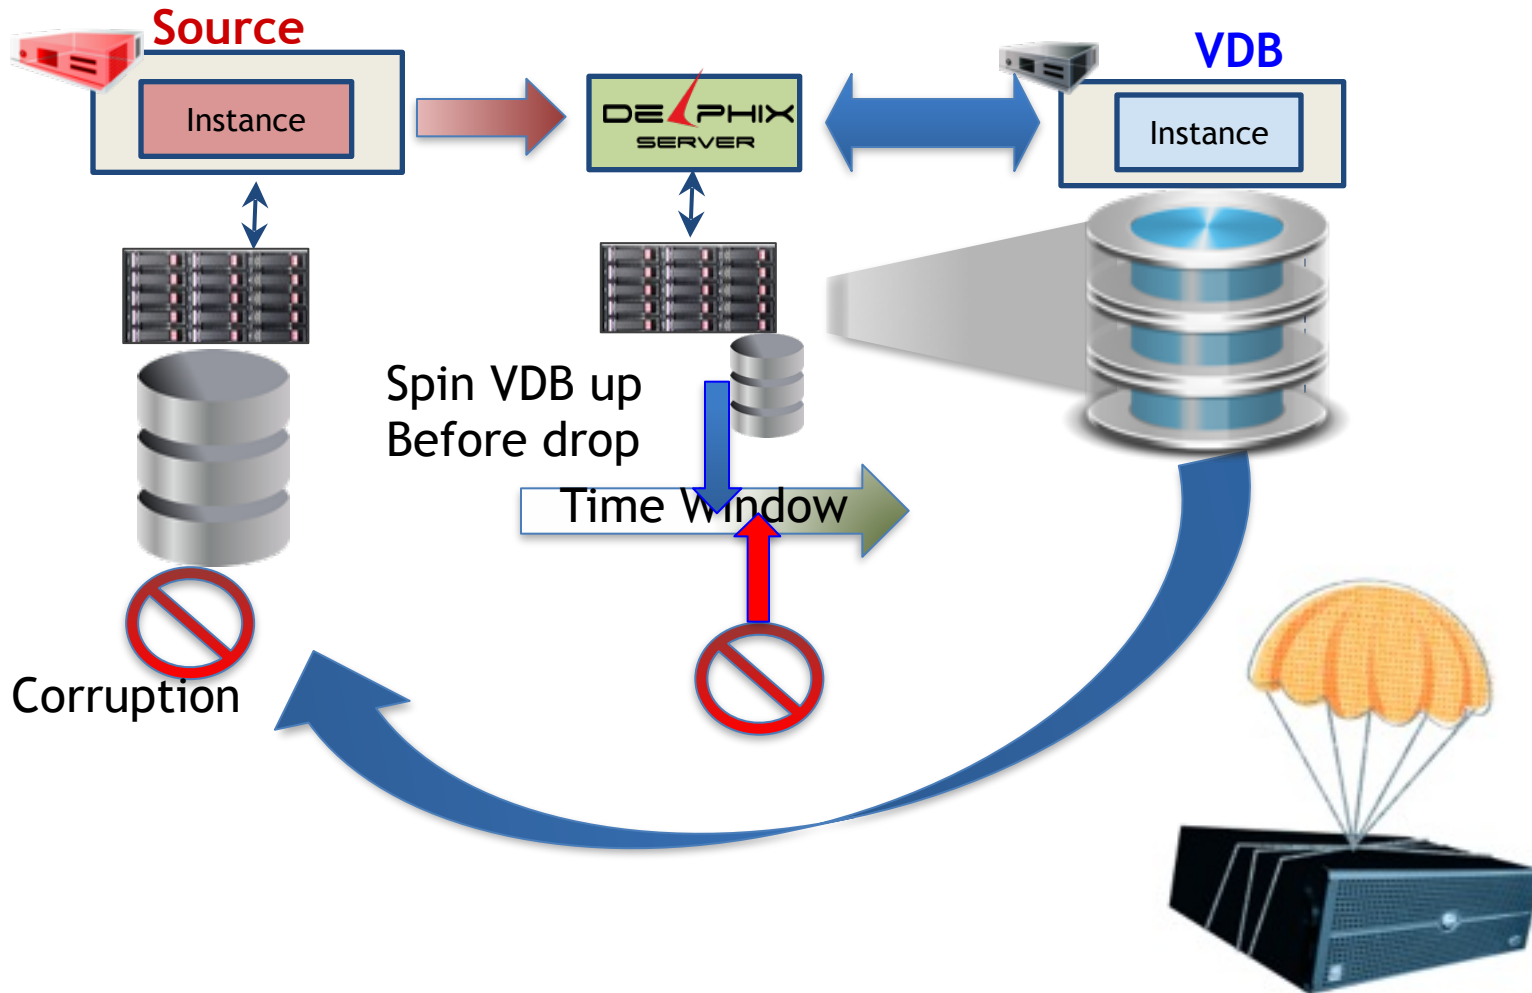 Source
VDB
Instance
DELPHIX
SERVER
Instance
Spin VDB up
Before drop
Time Window
Corruption